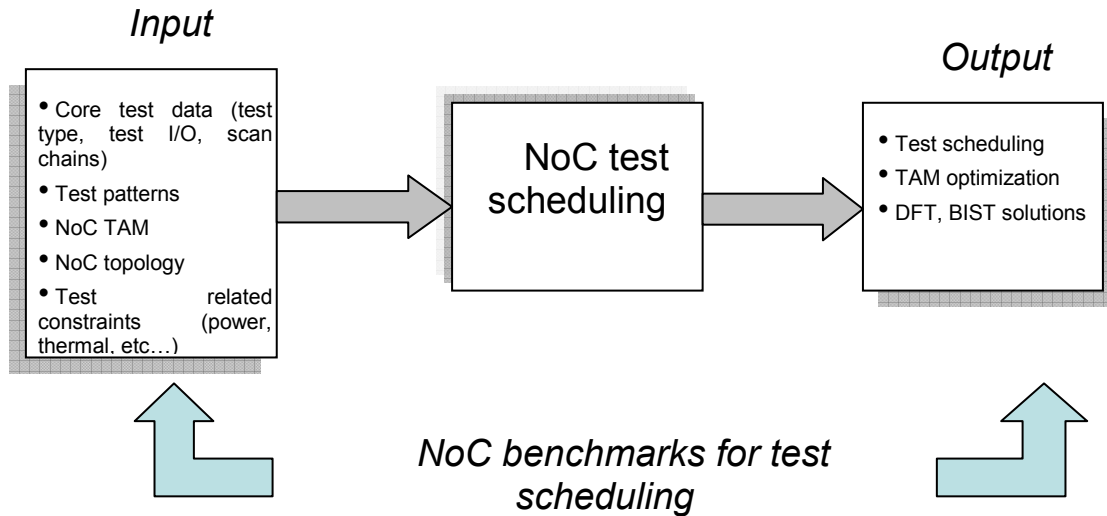 Input
• Core test data (test
type, test I/O, scan
chains)
• Test patterns
• NoC TAM
• NoC topology
• Test related
constraints (power,
thermal, etc…)
NoC test
scheduling
Output
• Test scheduling
• TAM optimization
• DFT, BIST solutions
NoC benchmarks for test
scheduling